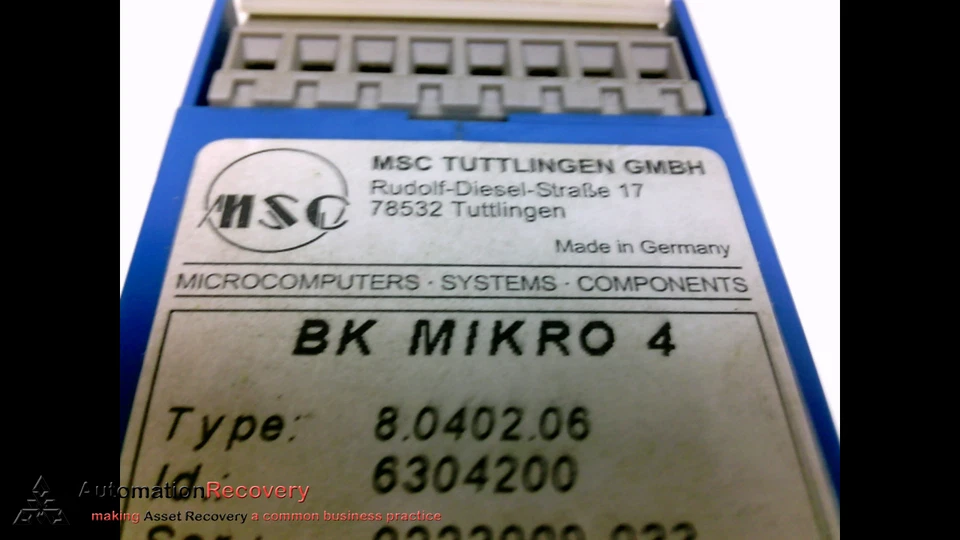 MSC
MSC TUTTLINGEN GMBH
Rudolf-Diesel-Straße 17
78532 Tuttlingen
Made in Germany
MICROCOMPUTERS · SYSTEMS · COMPONENTS
BK MIKRO 4
Type: 8.0402.06
Id.: 6304200
AutomationRecovery
making Asset Recovery a common business practice